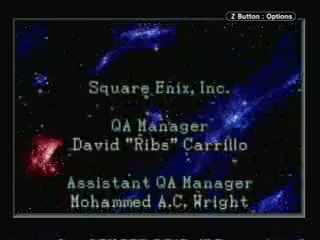 Z Button : Options
Square Enix, Inc.
QA Manager
David "Ribs" Carrillo
Assistant QA Manager
Mohammed A.C. Wright